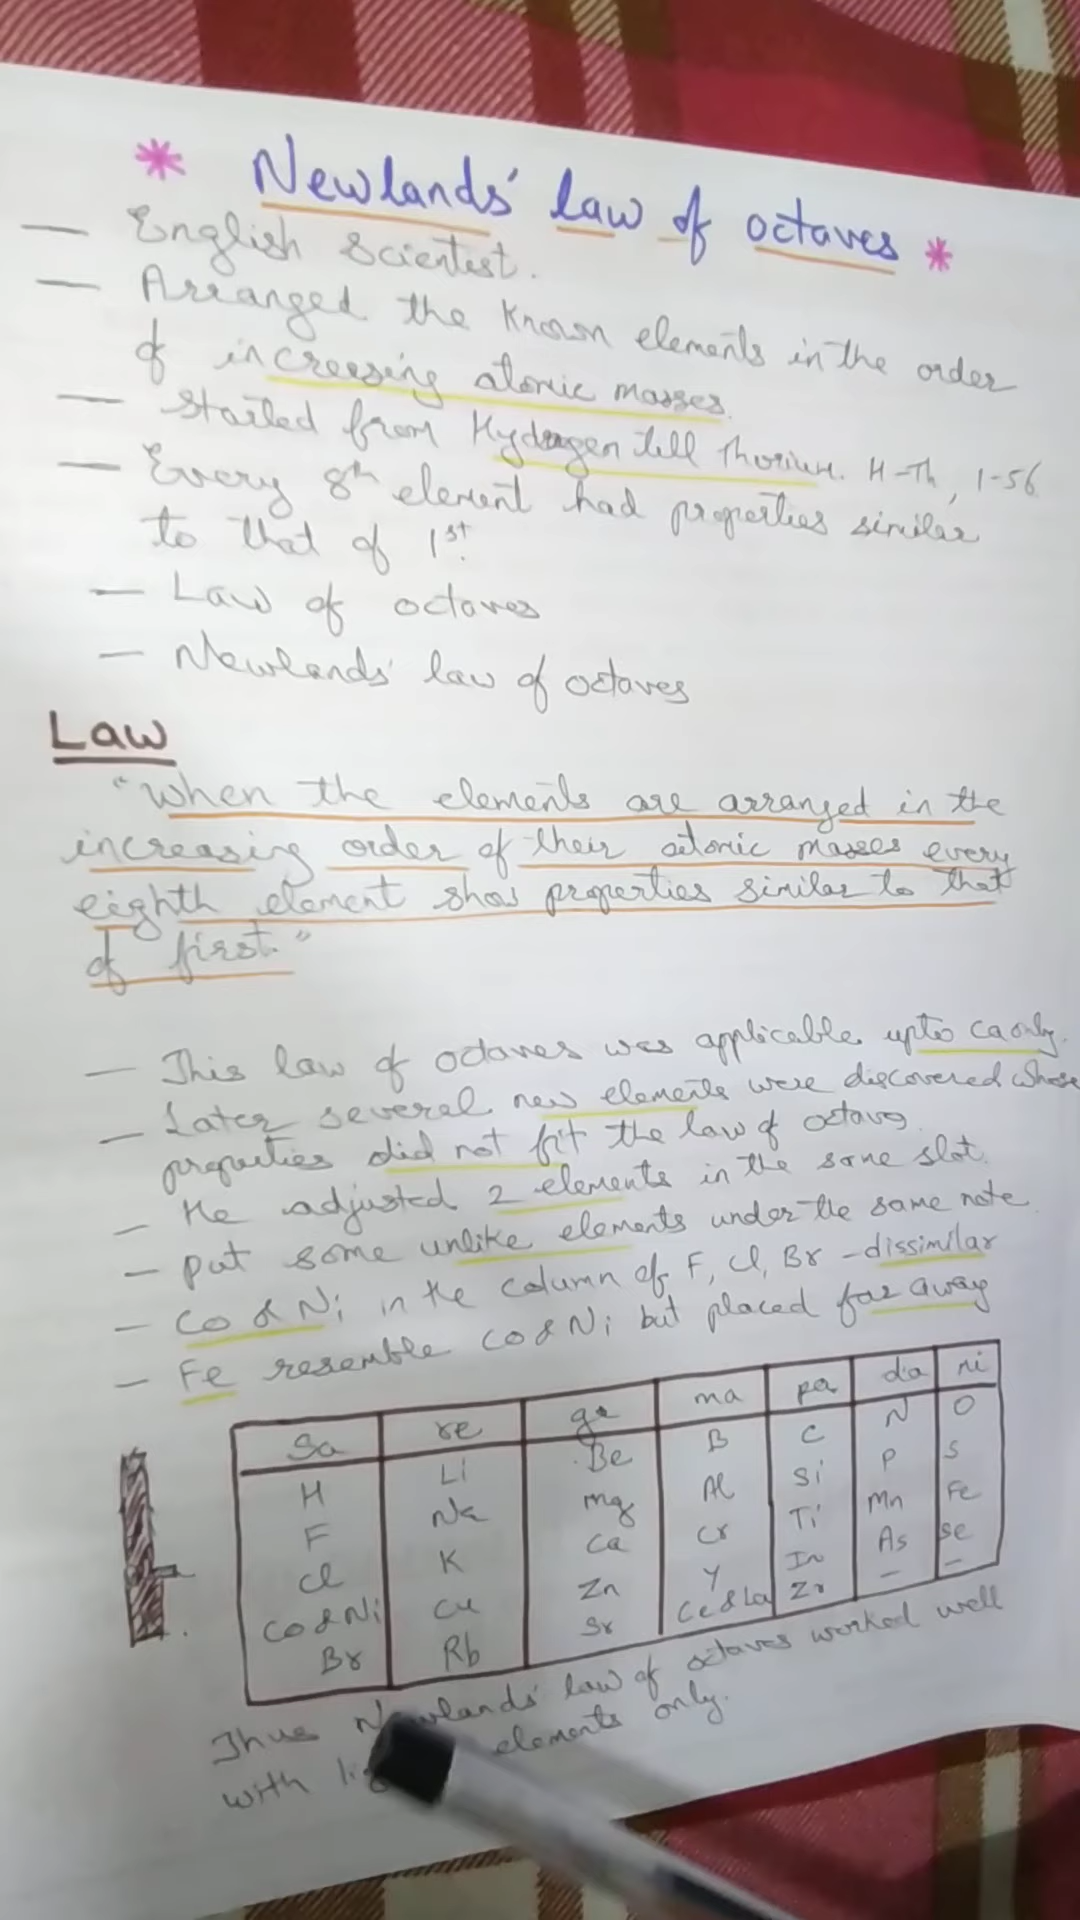 * Newlands' law of octaves *
— English Scientist.
— Arranged the known elements in the order
of increasing atomic masses.
— Started from Hydrogen till Thorium. H-Th, 1-56
— Every 8th element had properties similar
to that of 1st.
— Law of octaves
— Newlands' law of octaves
Law
"When the elements are arranged in the
increasing order of their atomic masses every
eighth element show properties similar to that
of first."
— This law of octaves was applicable upto Ca only.
— Later several new elements were discovered whose
properties did not fit the law of octave.
— He adjusted 2 elements in the same slot.
— put some unlike elements under the same note.
— Co & Ni in the column of F, Cl, Br - dissimilar
— Fe resemble Co & Ni but placed far away
Sa re ga ma pa da ni
H Li Be B C N O
F Na Mg Al Si P S
Cl K Ca Cr Ti Mn Fe
Co & Ni Cu Zn Y In As Se
Br Rb Sr Ce & La Zr – –
Thus Newlands' law of octaves worked well
with elements only.